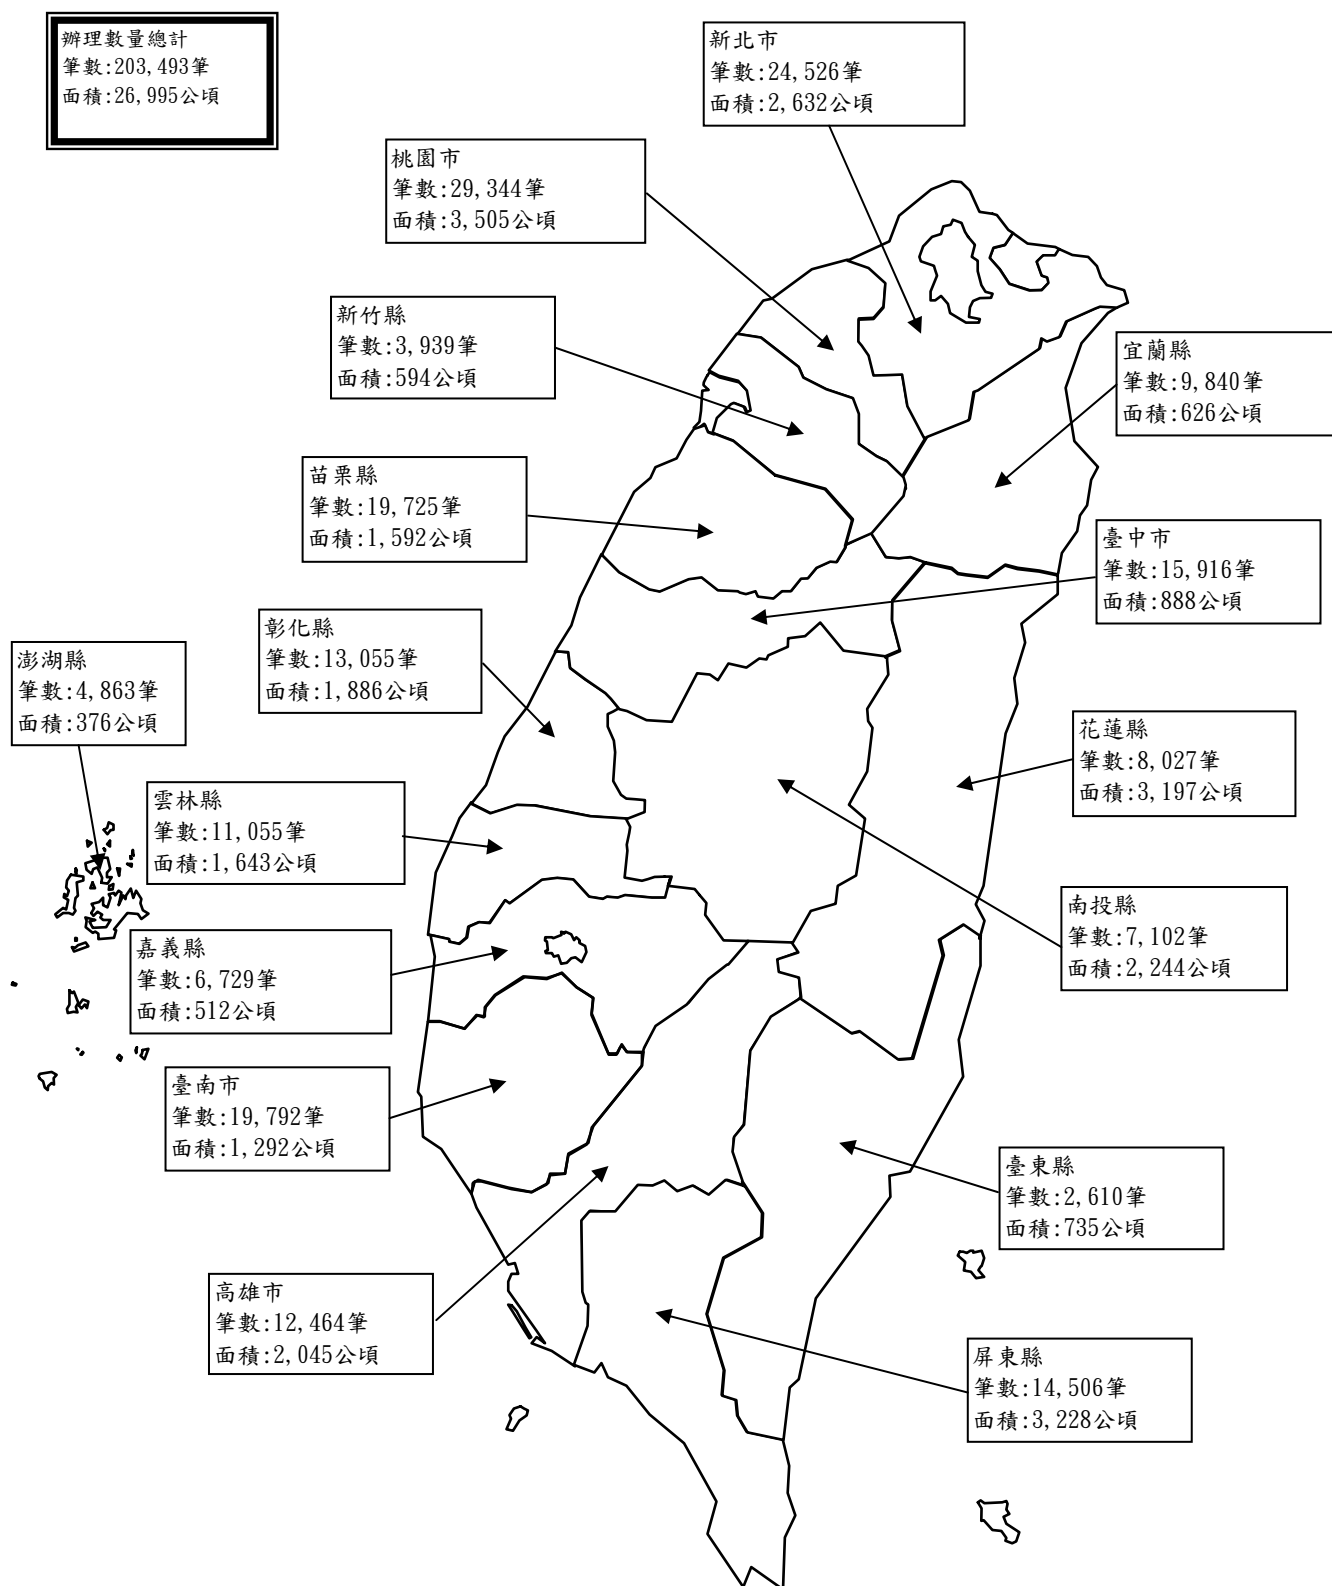 辦理數量總計
筆數:203,493筆
面積:26,995公頃
新北市
筆數:24,526筆
面積:2,632公頃
桃園市
筆數:29,344筆
面積:3,505公頃
新竹縣
筆數:3,939筆
面積:594公頃
宜蘭縣
筆數:9,840筆
面積:626公頃
苗栗縣
筆數:19,725筆
面積:1,592公頃
臺中市
筆數:15,916筆
面積:888公頃
彰化縣
筆數:13,055筆
面積:1,886公頃
澎湖縣
筆數:4,863筆
面積:376公頃
花蓮縣
筆數:8,027筆
面積:3,197公頃
雲林縣
筆數:11,055筆
面積:1,643公頃
南投縣
筆數:7,102筆
面積:2,244公頃
嘉義縣
筆數:6,729筆
面積:512公頃
臺南市
筆數:19,792筆
面積:1,292公頃
臺東縣
筆數:2,610筆
面積:735公頃
高雄市
筆數:12,464筆
面積:2,045公頃
屏東縣
筆數:14,506筆
面積:3,228公頃